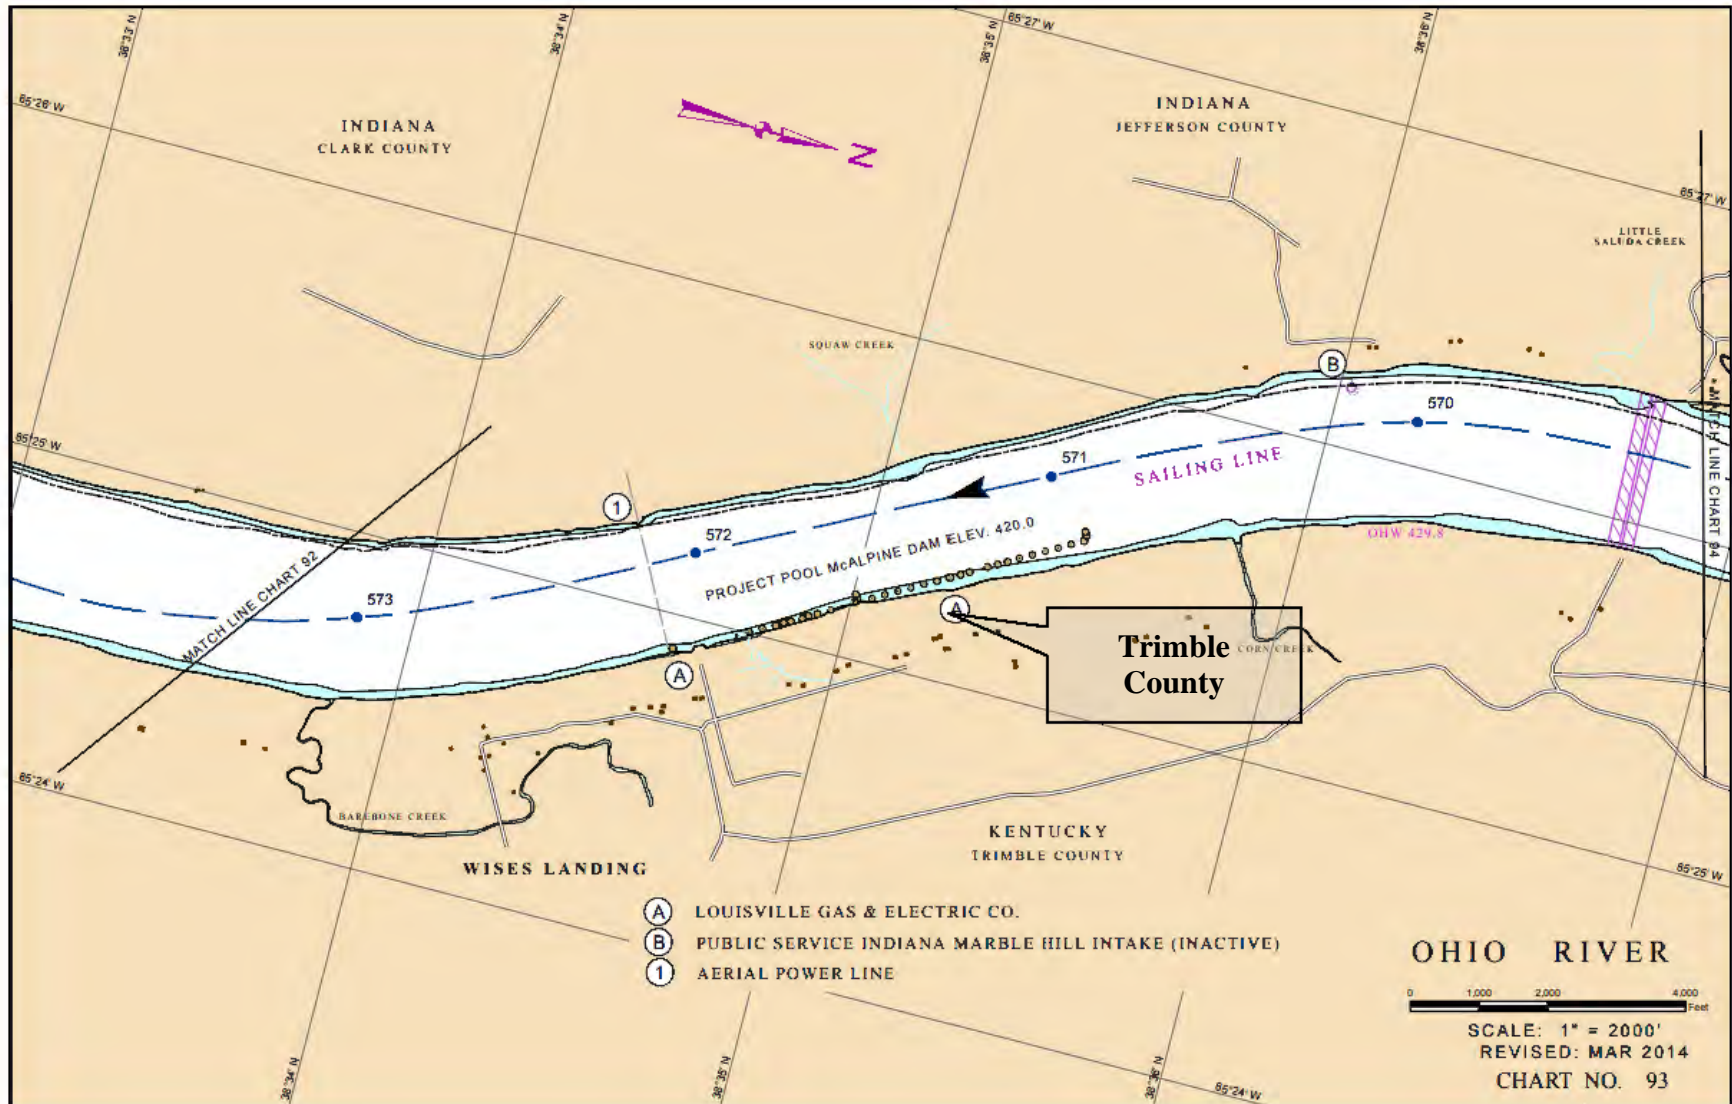 38°33' N
38°34' N
85°27' W
38°35' N
38°36' N
85°26' W
INDIANA
CLARK COUNTY
N
INDIANA
JEFFERSON COUNTY
85°27' W
LITTLE
SALUDA CREEK
SQUAW CREEK
B
570
MATCH LINE CHART 94
85°25' W
571
SAILING LINE
1
572
PROJECT POOL McALPINE DAM ELEV. 420.0
OHW 429.8
MATCH LINE CHART 92
573
A
A
Trimble
County
CORN CREEK
85°24' W
BAREBONE CREEK
WISES LANDING
KENTUCKY
TRIMBLE COUNTY
85°25' W
A LOUISVILLE GAS & ELECTRIC CO.
B PUBLIC SERVICE INDIANA MARBLE HILL INTAKE (INACTIVE)
1 AERIAL POWER LINE
OHIO RIVER
0 1,000 2,000 4,000
Feet
SCALE: 1" = 2000'
REVISED: MAR 2014
CHART NO. 93
38°34' N
38°35' N
38°36' N
85°24' W